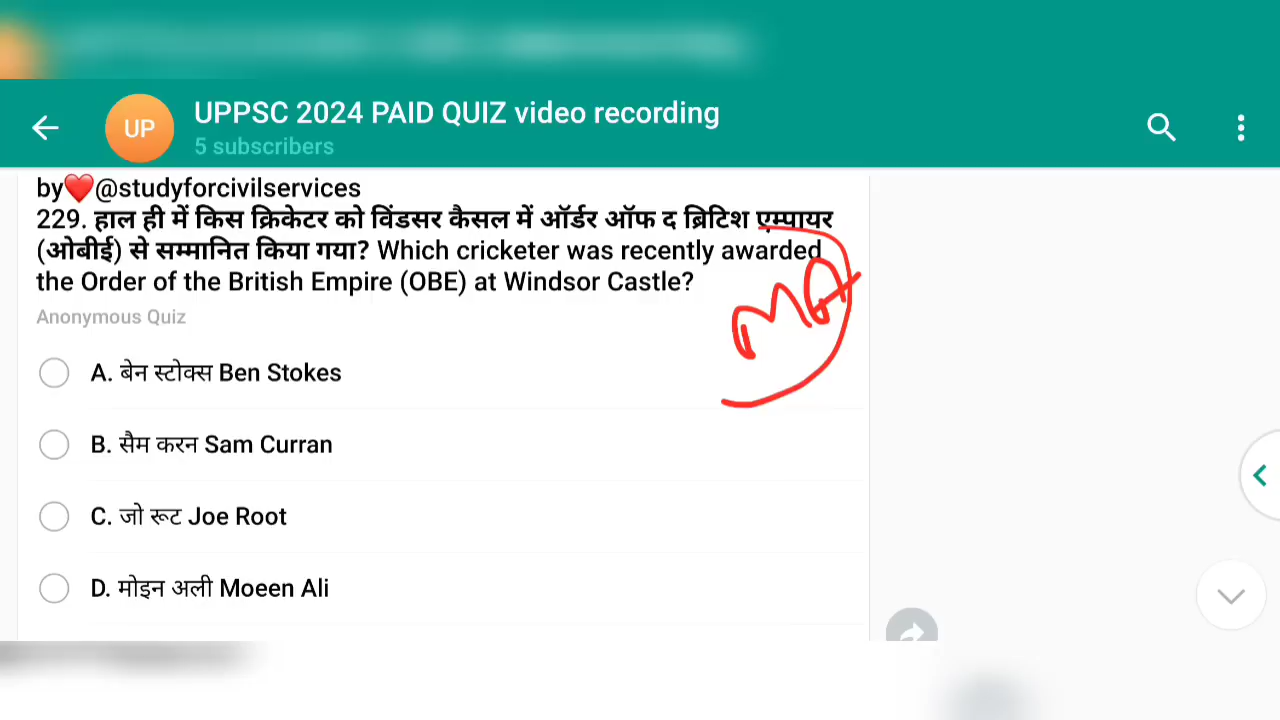 UP
UPPSC 2024 PAID QUIZ video recording
5 subscribers
by❤️@studyforcivilservices
229. हाल ही में किस क्रिकेटर को विंडसर कैसल में ऑर्डर ऑफ द ब्रिटिश एम्पायर
(ओबीई) से सम्मानित किया गया? Which cricketer was recently awarded
the Order of the British Empire (OBE) at Windsor Castle?
MA
Anonymous Quiz
A. बेन स्टोक्स Ben Stokes
B. सैम करन Sam Curran
C. जो रूट Joe Root
D. मोइन अली Moeen Ali